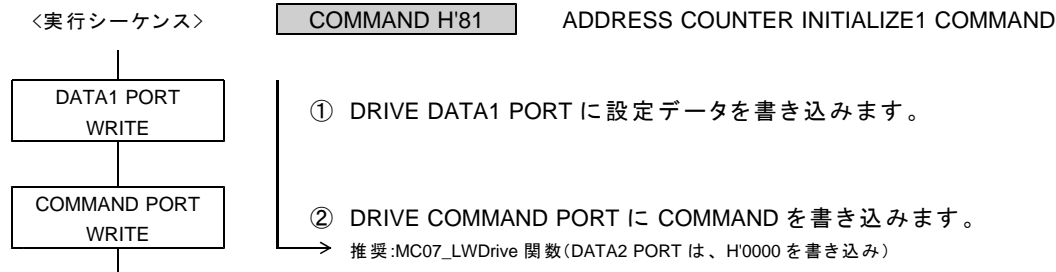 <実行シーケンス>
COMMAND H'81
ADDRESS COUNTER INITIALIZE1 COMMAND
DATA1 PORT
WRITE
① DRIVE DATA1 PORT に設定データを書き込みます。
COMMAND PORT
WRITE
② DRIVE COMMAND PORT に COMMAND を書き込みます。
推奨:MC07_LWDrive 関数(DATA2 PORT は、H'0000 を書き込み)